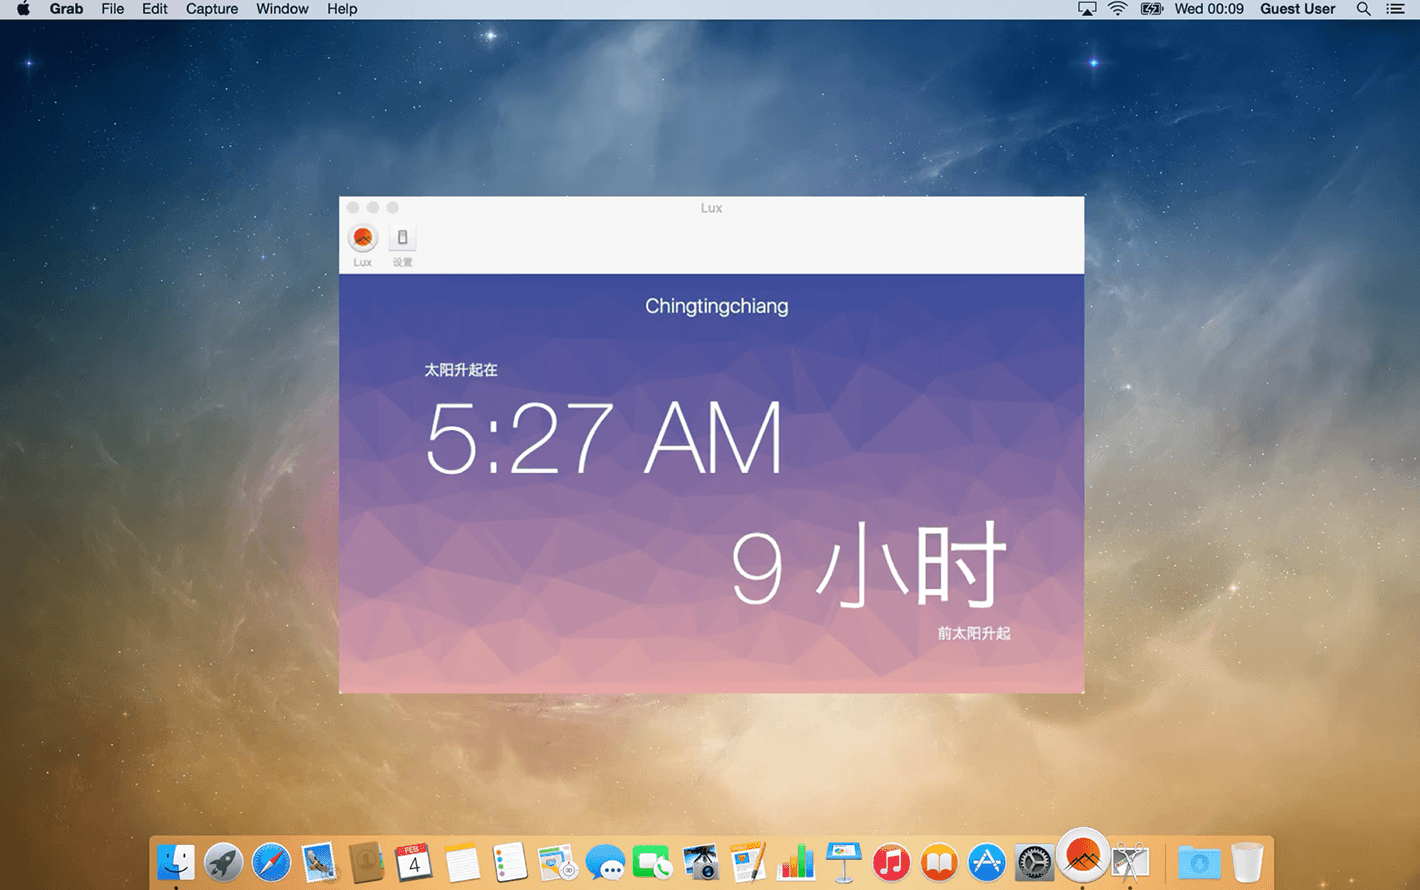 Grab File Edit Capture Window Help Wed 00:09 Guest User
Lux
Lux 设置
Chingtingchiang
太阳升起在
5:27 AM
9 小时
前太阳升起
FEB
4